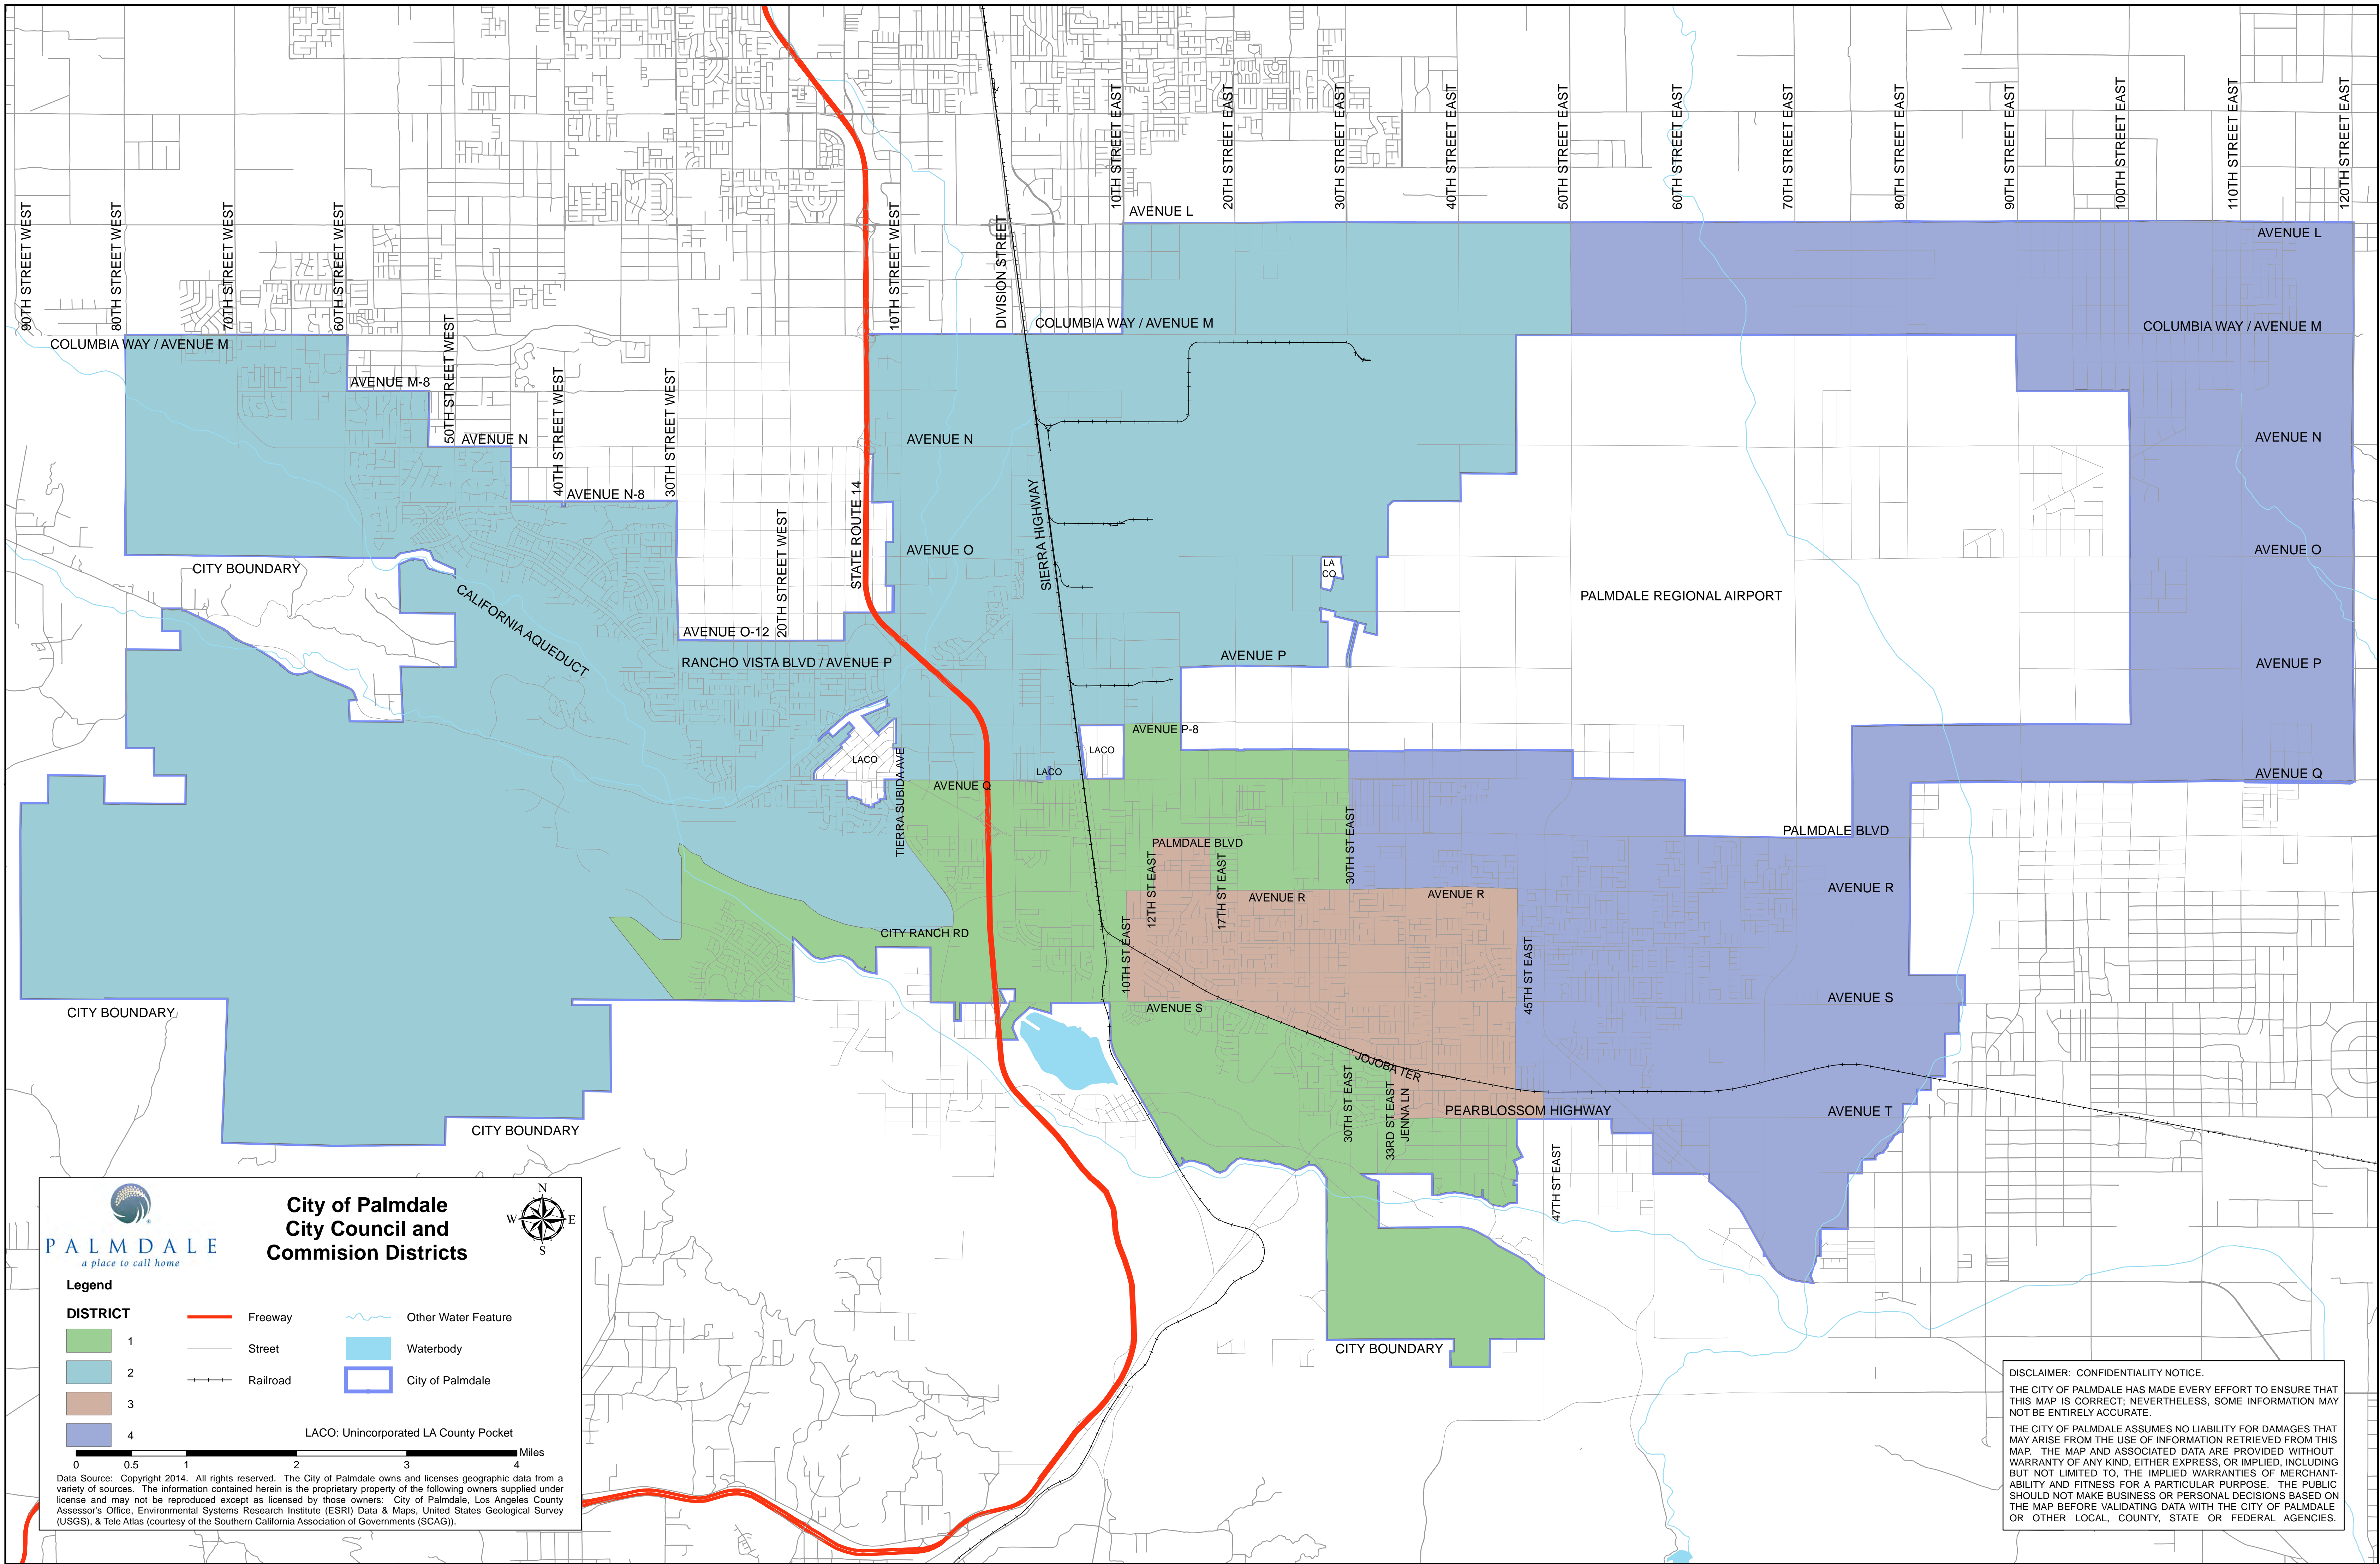 10TH STREET EAST
20TH STREET EAST
30TH STREET EAST
40TH STREET EAST
50TH STREET EAST
60TH STREET EAST
70TH STREET EAST
80TH STREET EAST
90TH STREET EAST
100TH STREET EAST
110TH STREET EAST
120TH STREET EAST
90TH STREET WEST
80TH STREET WEST
70TH STREET WEST
60TH STREET WEST
10TH STREET WEST
DIVISION STREET
AVENUE L
AVENUE L
COLUMBIA WAY / AVENUE M
COLUMBIA WAY / AVENUE M
COLUMBIA WAY / AVENUE M
50TH STREET WEST
AVENUE M-8
40TH STREET WEST
30TH STREET WEST
AVENUE N
AVENUE N
AVENUE N
AVENUE N-8
STATE ROUTE 14
SIERRA HIGHWAY
20TH STREET WEST
AVENUE O
AVENUE O
CITY BOUNDARY
LA
CO
CALIFORNIA AQUEDUCT
PALMDALE REGIONAL AIRPORT
AVENUE O-12
RANCHO VISTA BLVD / AVENUE P
AVENUE P
AVENUE P
AVENUE P-8
LACO
LACO
LACO
TIERRA SUBIDA AVE
AVENUE Q
AVENUE Q
30TH ST EAST
PALMDALE BLVD
PALMDALE BLVD
12TH ST EAST
17TH ST EAST
AVENUE R
AVENUE R
AVENUE R
CITY RANCH RD
10TH ST EAST
45TH ST EAST
AVENUE S
AVENUE S
CITY BOUNDARY
JOJOBA TER
30TH ST EAST
33RD ST EAST
JENNA LN
PEARBLOSSOM HIGHWAY
AVENUE T
CITY BOUNDARY
47TH ST EAST
CITY BOUNDARY
PALMDALE
a place to call home
City of Palmdale
City Council and
Commision Districts
N
W
E
S
Legend
DISTRICT
1
2
3
4
Freeway
Street
Railroad
Other Water Feature
Waterbody
City of Palmdale
LACO: Unincorporated LA County Pocket
Miles
0 0.5 1 2 3 4
Data Source: Copyright 2014. All rights reserved. The City of Palmdale owns and licenses geographic data from a
variety of sources. The information contained herein is the proprietary property of the following owners supplied under
license and may not be reproduced except as licensed by those owners: City of Palmdale, Los Angeles County
Assessor's Office, Environmental Systems Research Institute (ESRI) Data & Maps, United States Geological Survey
(USGS), & Tele Atlas (courtesy of the Southern California Association of Governments (SCAG)).
DISCLAIMER: CONFIDENTIALITY NOTICE.
THE CITY OF PALMDALE HAS MADE EVERY EFFORT TO ENSURE THAT
THIS MAP IS CORRECT; NEVERTHELESS, SOME INFORMATION MAY
NOT BE ENTIRELY ACCURATE.
THE CITY OF PALMDALE ASSUMES NO LIABILITY FOR DAMAGES THAT
MAY ARISE FROM THE USE OF INFORMATION RETRIEVED FROM THIS
MAP. THE MAP AND ASSOCIATED DATA ARE PROVIDED WITHOUT
WARRANTY OF ANY KIND, EITHER EXPRESS, OR IMPLIED, INCLUDING
BUT NOT LIMITED TO, THE IMPLIED WARRANTIES OF MERCHANT-
ABILITY AND FITNESS FOR A PARTICULAR PURPOSE. THE PUBLIC
SHOULD NOT MAKE BUSINESS OR PERSONAL DECISIONS BASED ON
THE MAP BEFORE VALIDATING DATA WITH THE CITY OF PALMDALE
OR OTHER LOCAL, COUNTY, STATE OR FEDERAL AGENCIES.